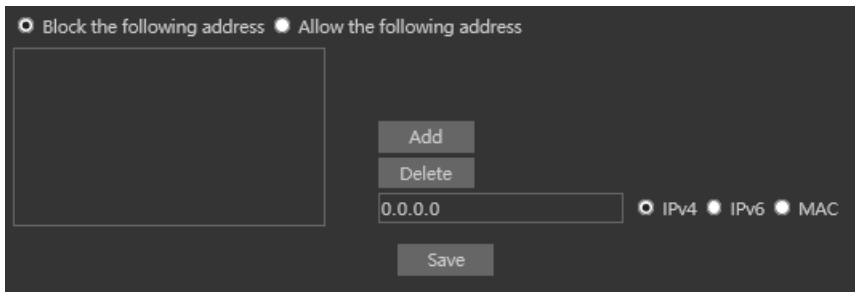 Block the following address Allow the following address
Add
Delete
0.0.0.0 IPv4 IPv6 MAC
Save